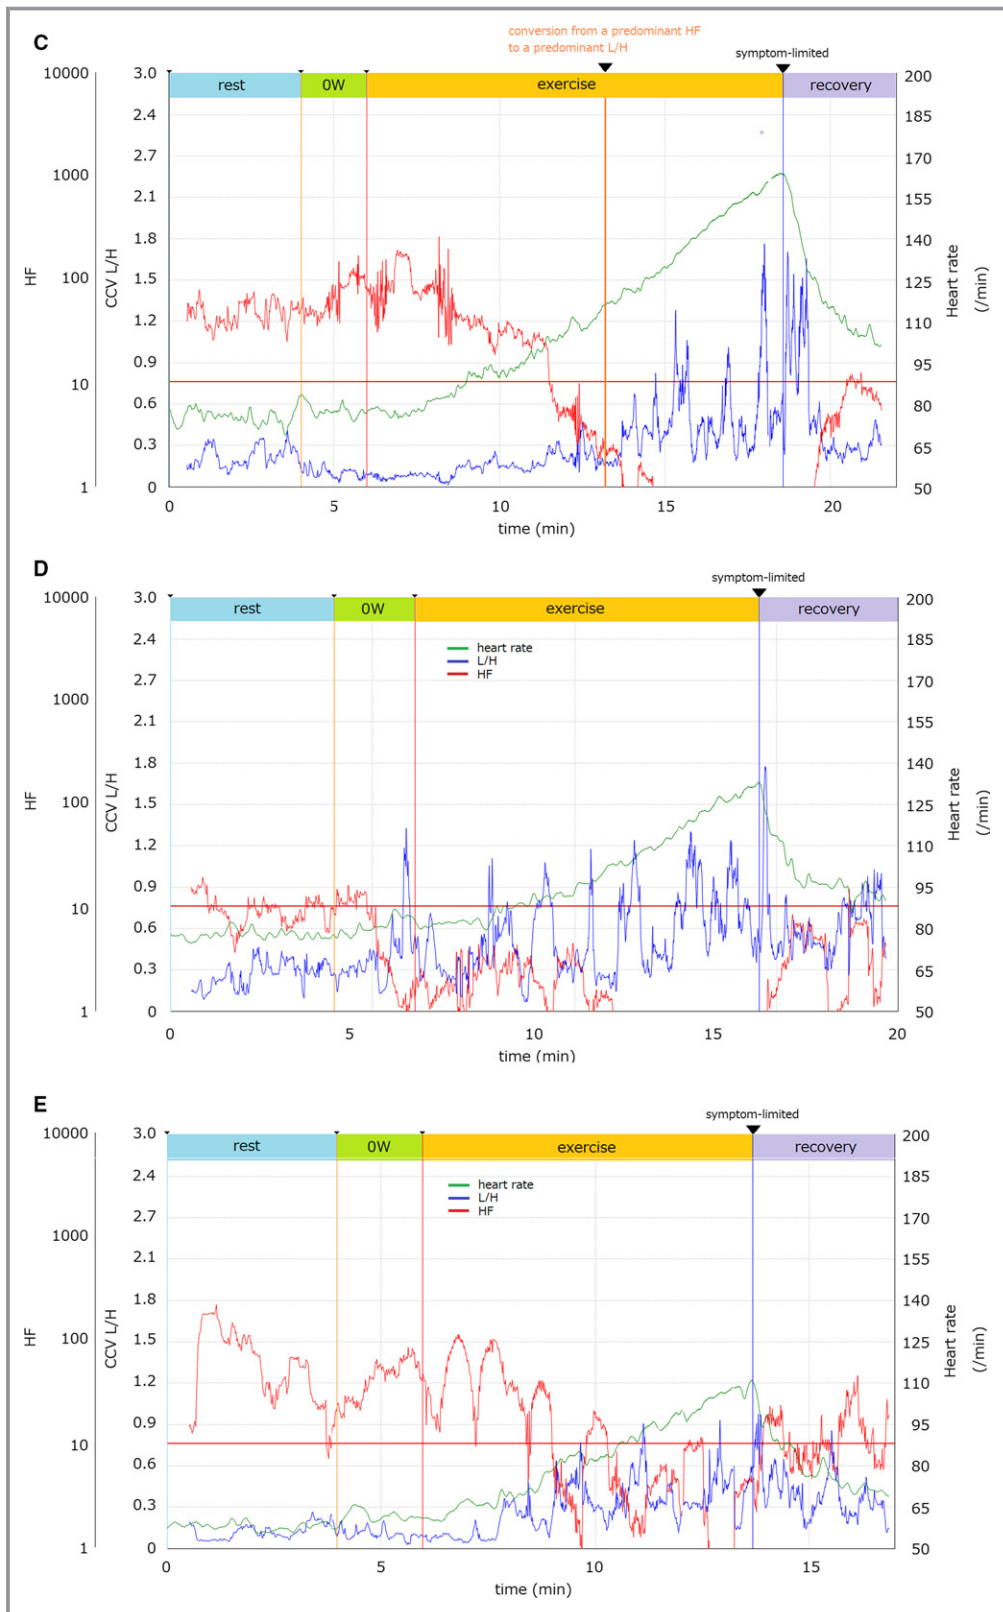 C
conversion from a predominant HF
to a predominant L/H
symptom-limited
10000 3.0 rest 0W exercise recovery 200
2.4 185
1000 2.7 170
2.1 155
1.8 140
100 1.5 125
1.2 110
0.9 95
10 0.6 80
0.3 65
1 0 50
HF
CCV L/H
Heart rate
(/min)
0 5 10 15 20
time (min)
D
symptom-limited
10000 3.0 rest 0W exercise recovery 200
2.4 185
heart rate
L/H
HF
1000 2.7 170
2.1 155
1.8 140
100 1.5 125
1.2 110
0.9 95
10 0.6 80
0.3 65
1 0 50
HF
CCV L/H
Heart rate
(/min)
0 5 10 15 20
time (min)
E
symptom-limited
10000 3.0 rest 0W exercise recovery 200
2.4 185
heart rate
L/H
HF
1000 2.7 170
2.1 155
1.8 140
100 1.5 125
1.2 110
0.9 95
10 0.6 80
0.3 65
1 0 50
HF
CCV L/H
Heart rate
(/min)
0 5 10 15
time (min)